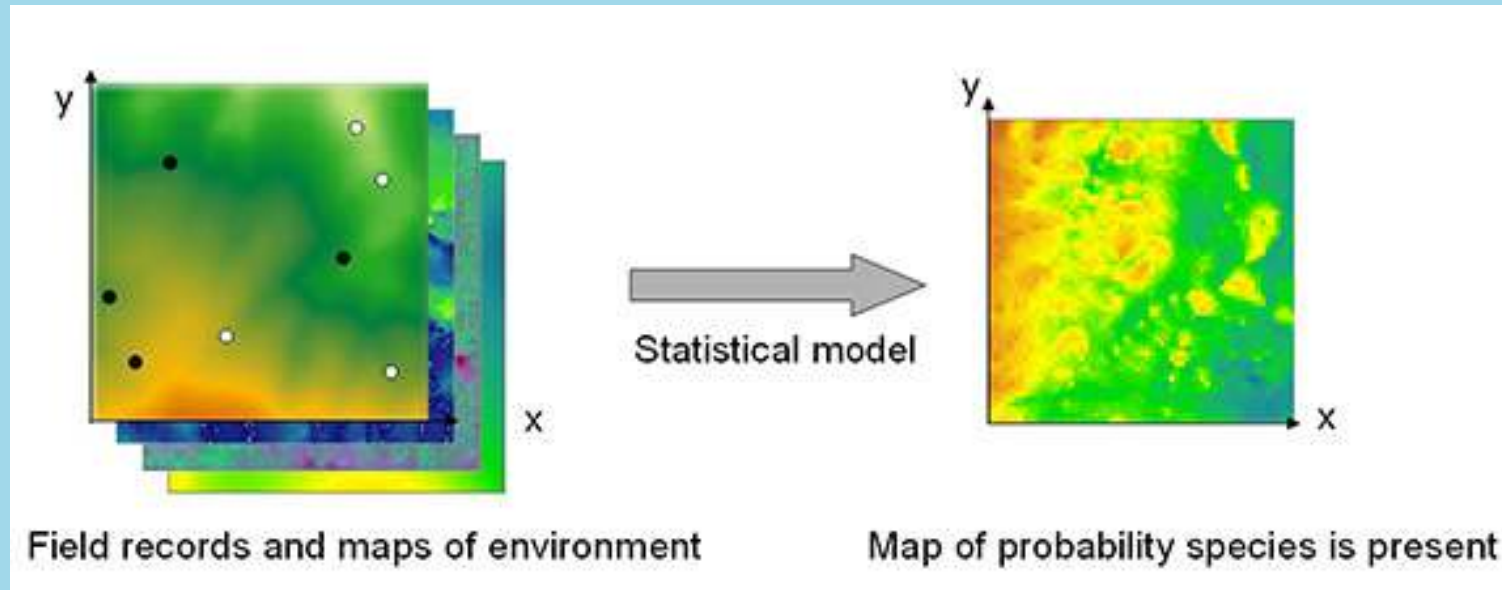 y
x
Field records and maps of environment
Statistical model
y
x
Map of probability species is present